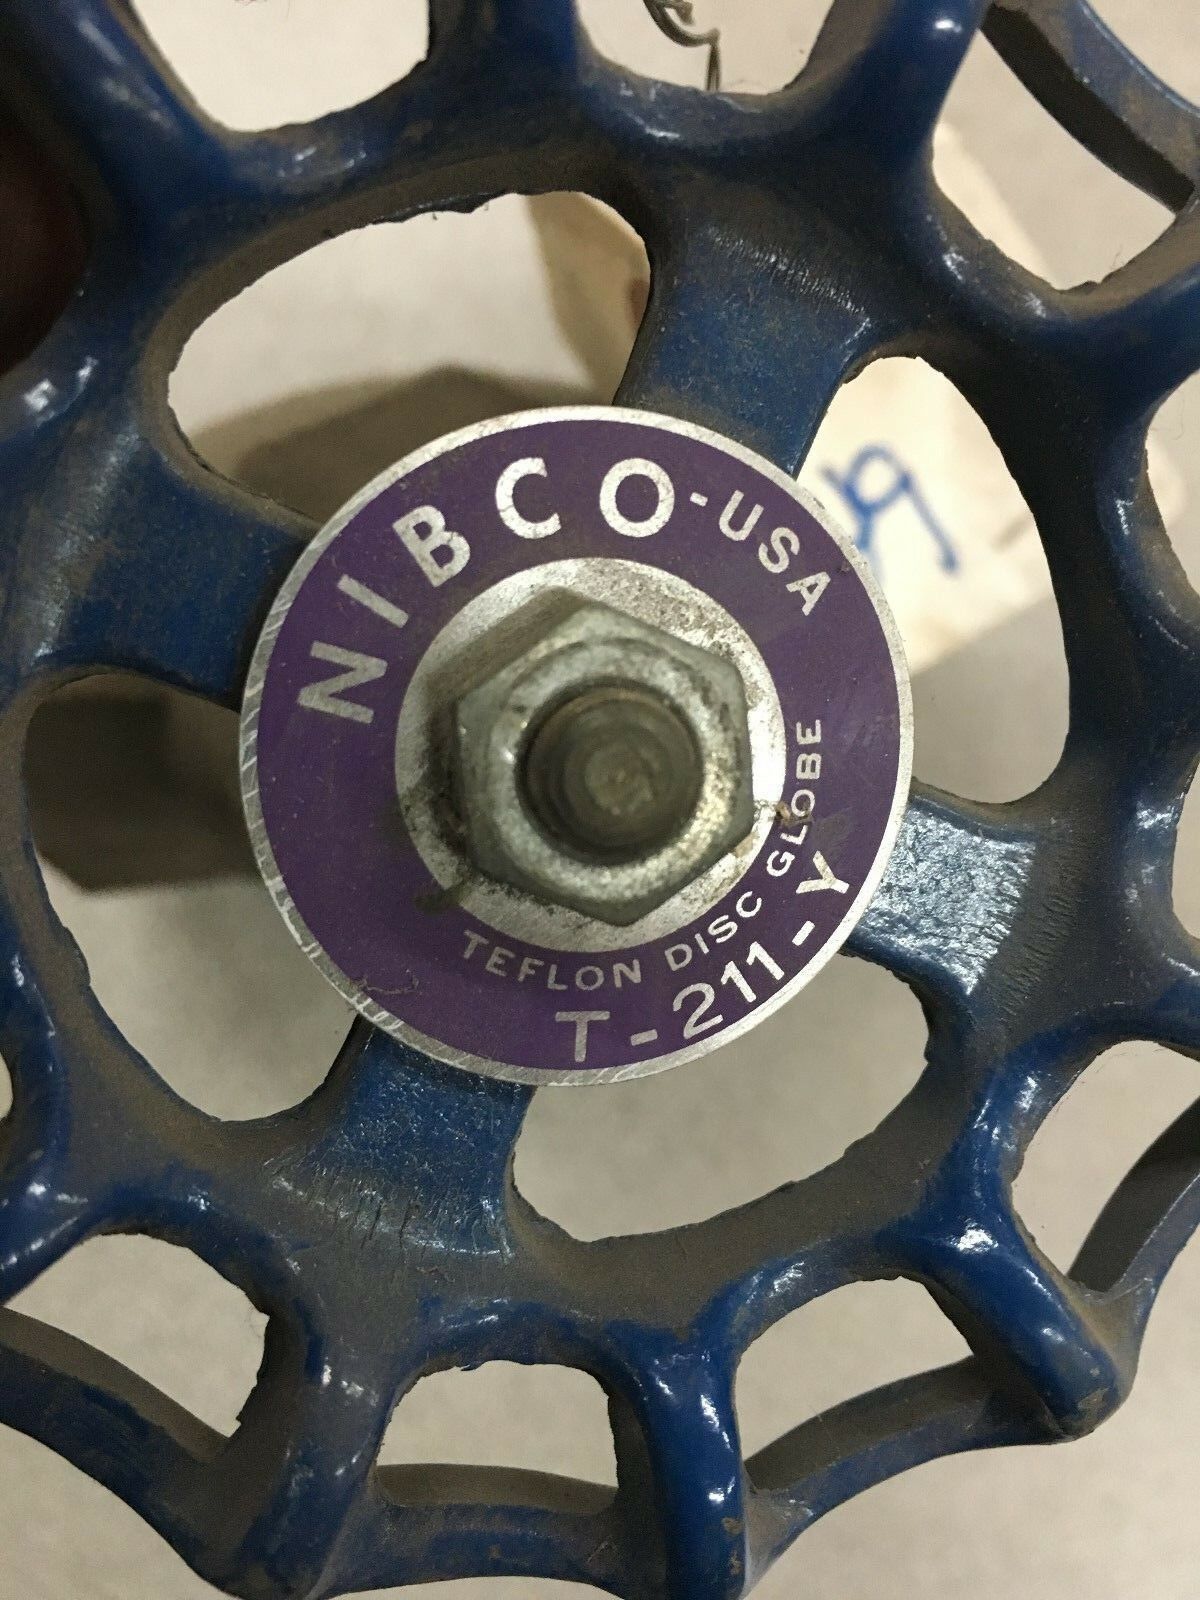 NIBCO-USA
TEFLON DISC GLOBE
T-211-Y